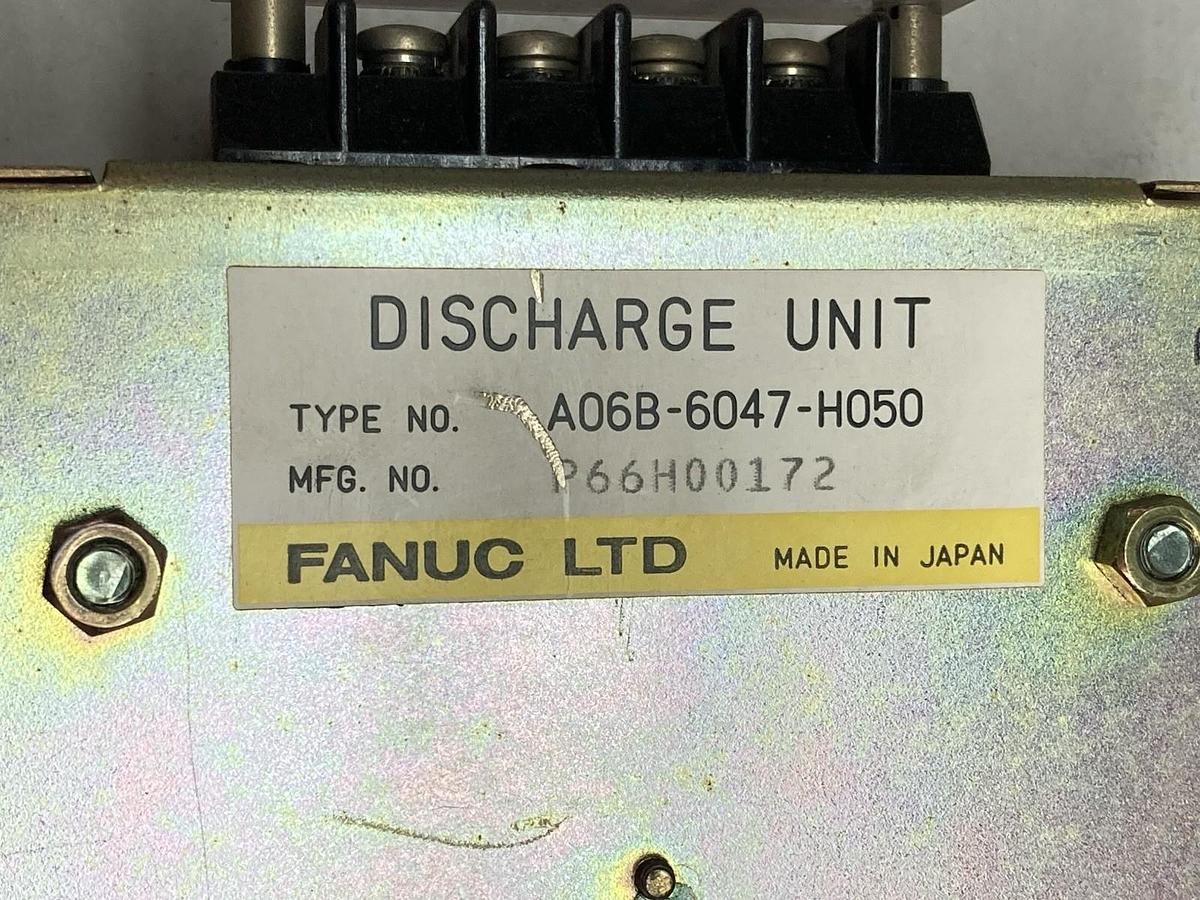 DISCHARGE UNIT
TYPE NO. A06B-6047-H050
MFG. NO. P66H00172
FANUC LTD MADE IN JAPAN